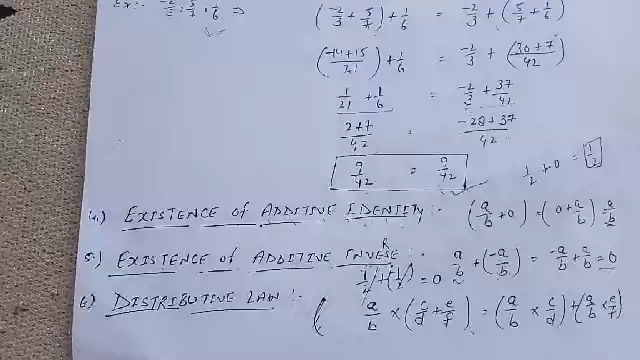 Ex:- -2/3, 5/7, 1/6 ⇒ (-2/3 + 5/7) + 1/6 = -2/3 + (5/7 + 1/6)
(-14+15/21) + 1/6 = -2/3 + (30+7/42)
1/21 + 1/6 = -2/3 + 37/42
2+7/42 = -28+37/42
9/42 = 9/42
1/2 + 0 = 1/2
4.) EXISTENCE of ADDITIVE IDENTITY :- (a/b + 0) = (0 + a/b) = a/b
5.) EXISTENCE of ADDITIVE INVERSE :- a/b + (-a/b) = -a/b + a/b = 0
= 0
6) DISTRIBUTIVE LAW :- a/b × (c/d + e/f) = (a/b × c/d) + (a/b × e/f)